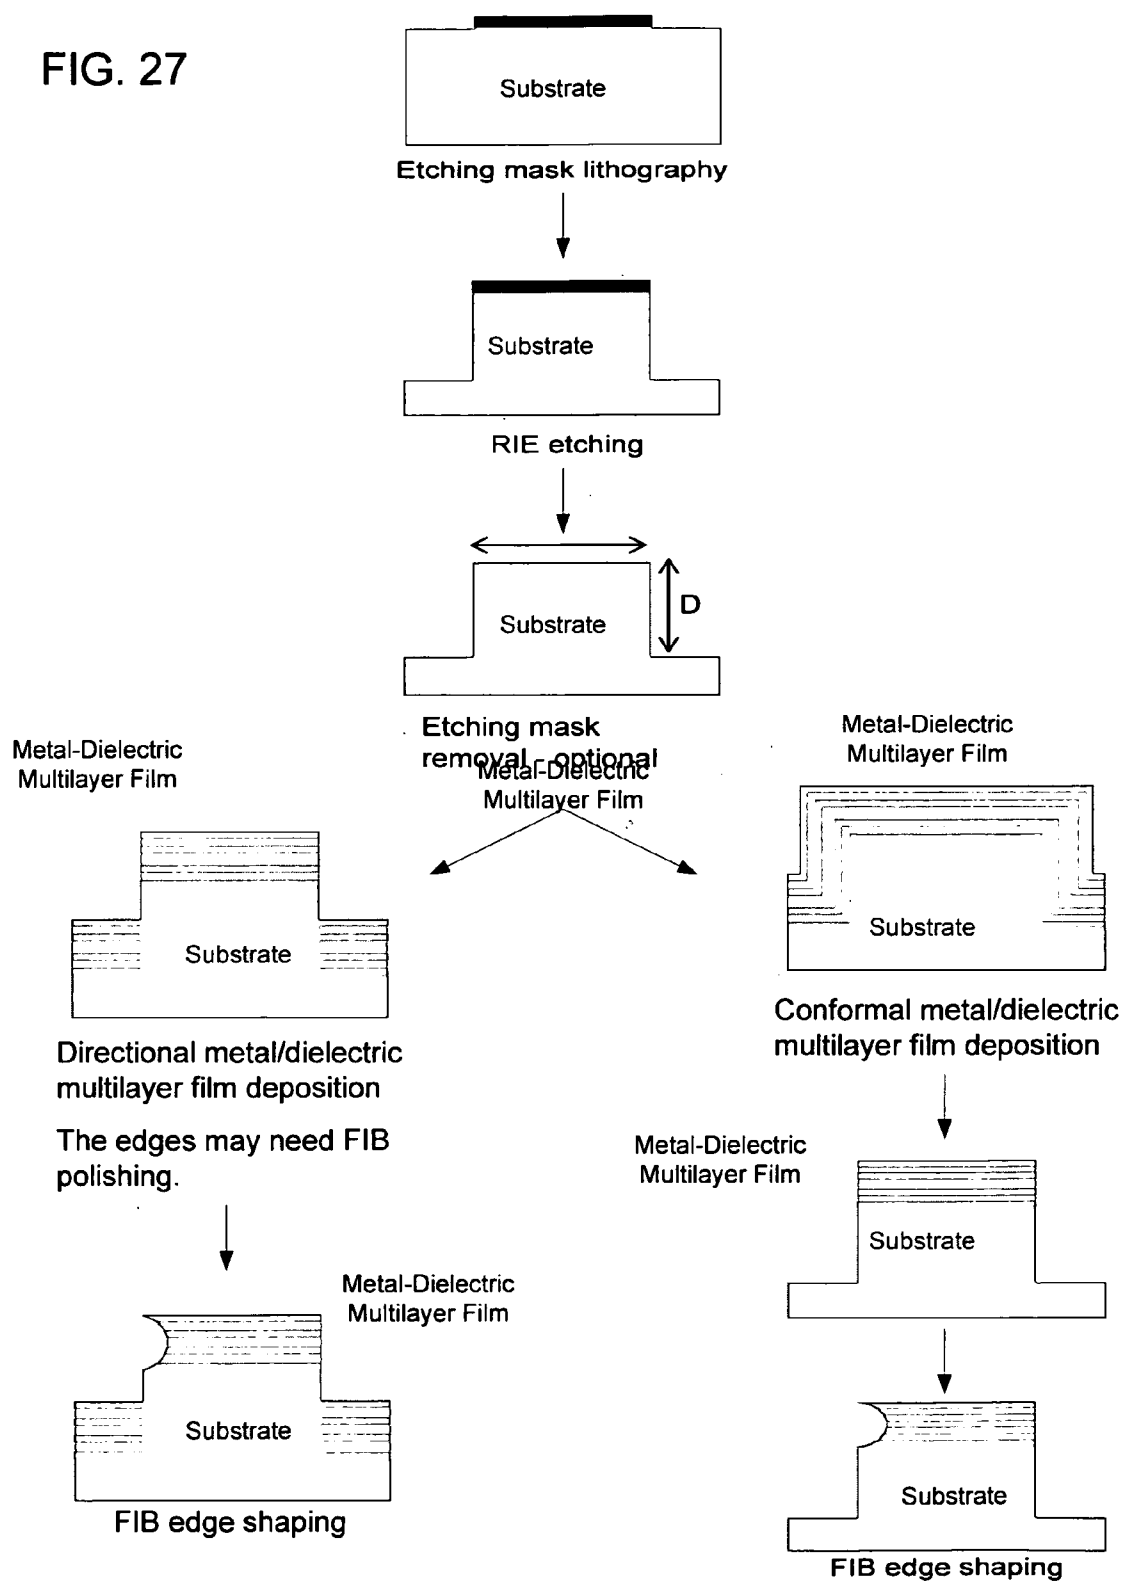 FIG. 27
Substrate
Etching mask lithography
Substrate
RIE etching
D
Substrate
Etching mask
removal - optional
Metal-Dielectric
Multilayer Film
Metal-Dielectric
Multilayer Film
Metal-Dielectric
Multilayer Film
Substrate
Directional metal/dielectric
multilayer film deposition
The edges may need FIB
polishing.
Substrate
Conformal metal/dielectric
multilayer film deposition
Metal-Dielectric
Multilayer Film
Substrate
Metal-Dielectric
Multilayer Film
Substrate
FIB edge shaping
Substrate
FIB edge shaping